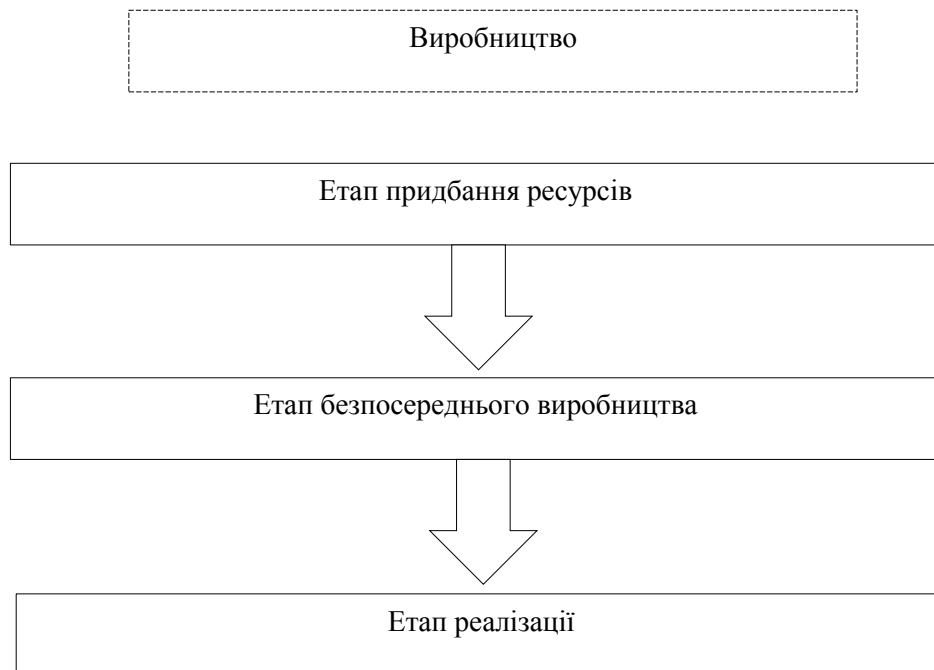 Виробництво
Етап придбання ресурсів
Етап безпосереднього виробництва
Етап реалізації